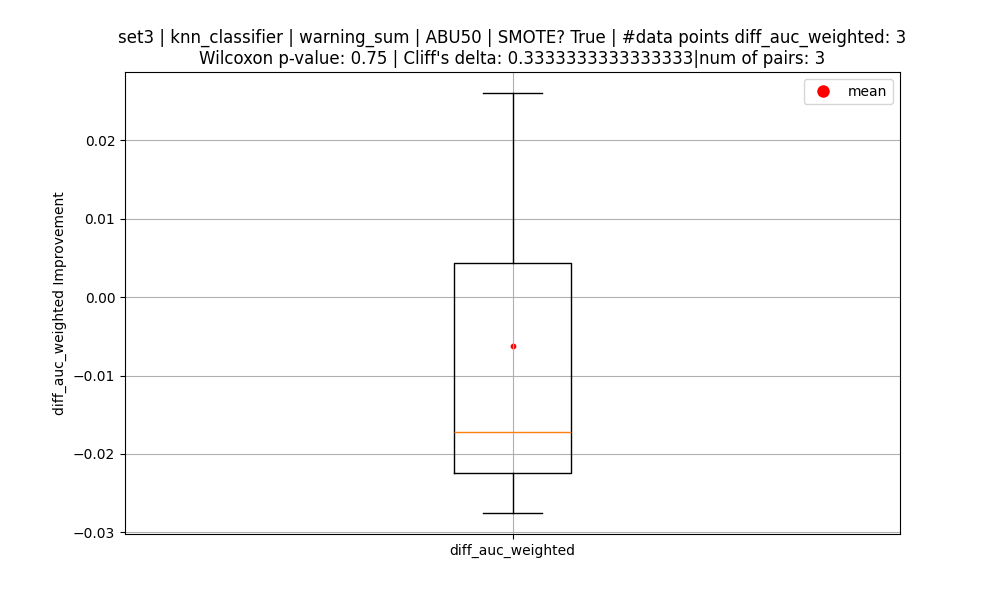 set3 | knn_classifier | warning_sum | ABU50 | SMOTE? True | #data points diff_auc_weighted: 3
Wilcoxon p-value: 0.75 | Cliff's delta: 0.3333333333333333|num of pairs: 3
mean
0.02
0.01
0.00
−0.01
−0.02
−0.03
diff_auc_weighted Improvement
diff_auc_weighted